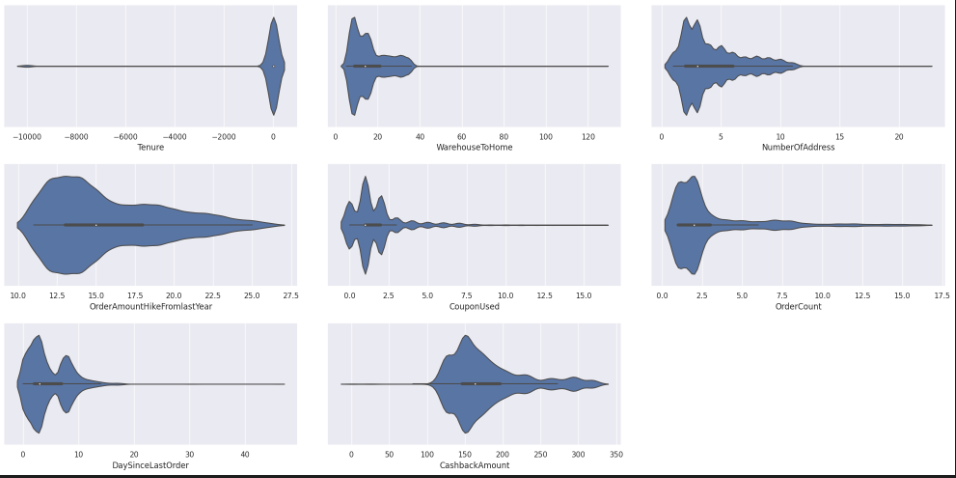 −10000 −8000 −6000 −4000 −2000 0
Tenure
0 20 40 60 80 100 120
WarehouseToHome
0 5 10 15 20
NumberOfAddress
10.0 12.5 15.0 17.5 20.0 22.5 25.0 27.5
OrderAmountHikeFromlastYear
0.0 2.5 5.0 7.5 10.0 12.5 15.0
CouponUsed
0.0 2.5 5.0 7.5 10.0 12.5 15.0 17.5
OrderCount
0 10 20 30 40
DaySinceLastOrder
0 50 100 150 200 250 300 350
CashbackAmount